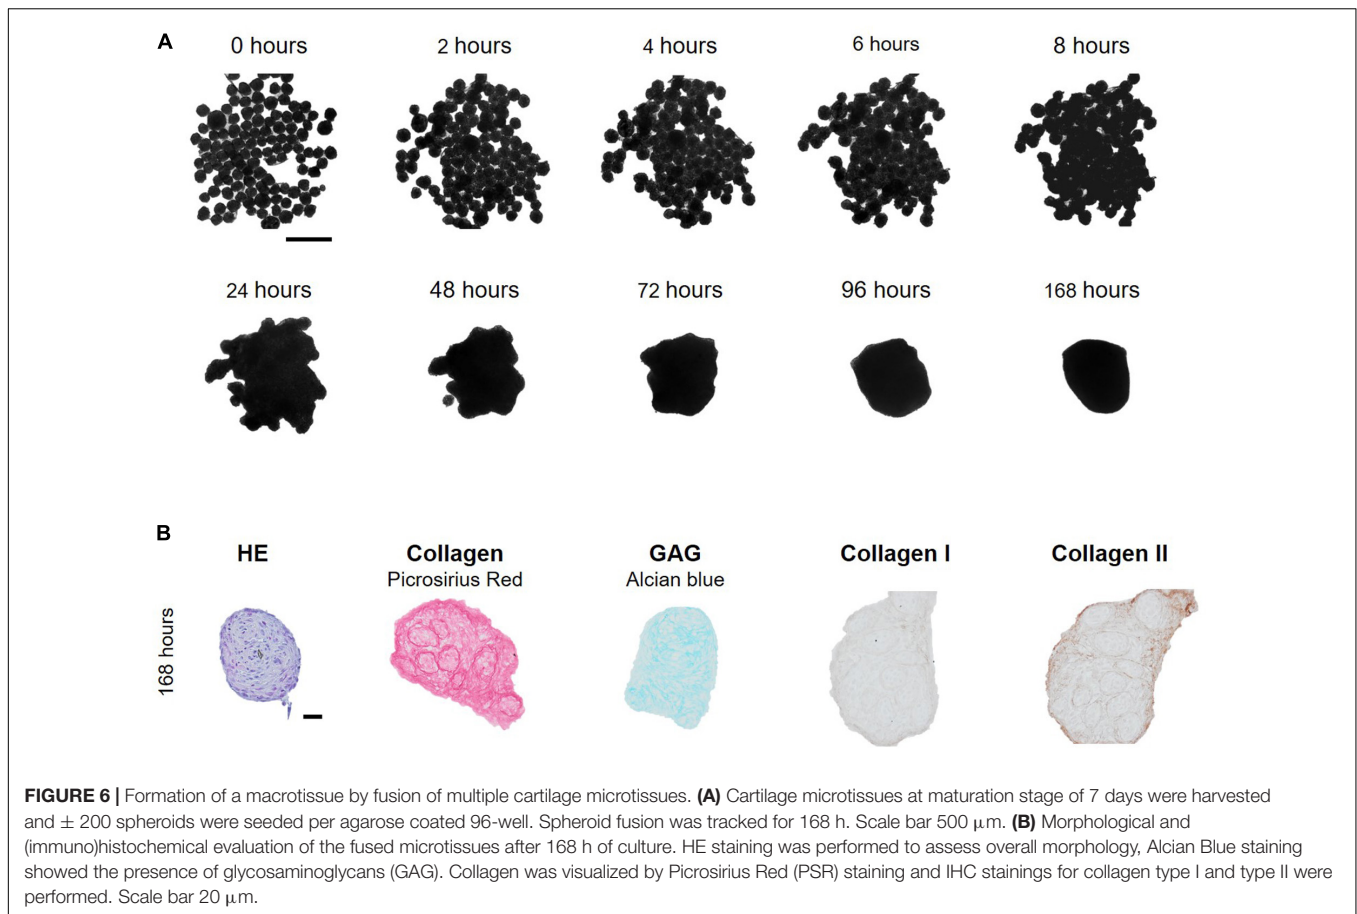 A
0 hours 2 hours 4 hours 6 hours 8 hours
24 hours 48 hours 72 hours 96 hours 168 hours
B
HE Collagen GAG Collagen I Collagen II
Picrosirius Red Alcian blue
168 hours
FIGURE 6 | Formation of a macrotissue by fusion of multiple cartilage microtissues. (A) Cartilage microtissues at maturation stage of 7 days were harvested
and ± 200 spheroids were seeded per agarose coated 96-well. Spheroid fusion was tracked for 168 h. Scale bar 500 μm. (B) Morphological and
(immuno)histochemical evaluation of the fused microtissues after 168 h of culture. HE staining was performed to assess overall morphology, Alcian Blue staining
showed the presence of glycosaminoglycans (GAG). Collagen was visualized by Picrosirius Red (PSR) staining and IHC stainings for collagen type I and type II were
performed. Scale bar 20 μm.